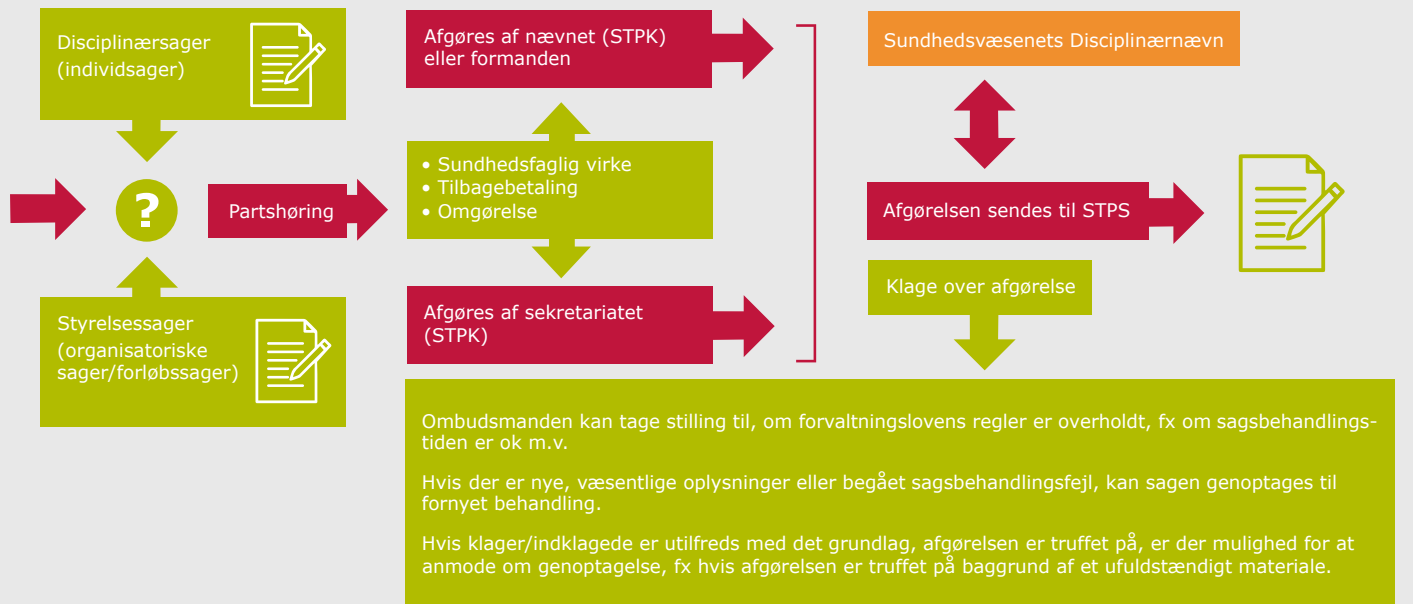 Disciplinærsager
(individsager)
?
Styrelsessager
(organisatoriske
sager/forløbssager)
Partshøring
Afgøres af nævnet (STPK)
eller formanden
• Sundhedsfaglig virke
• Tilbagebetaling
• Omgørelse
Afgøres af sekretariatet
(STPK)
Sundhedsvæsenets Disciplinærnævn
Afgørelsen sendes til STPS
Klage over afgørelse
Ombudsmanden kan tage stilling til, om forvaltningslovens regler er overholdt, fx om sagsbehandlings-
tiden er ok m.v.
Hvis der er nye, væsentlige oplysninger eller begået sagsbehandlingsfejl, kan sagen genoptages til
fornyet behandling.
Hvis klager/indklagede er utilfreds med det grundlag, afgørelsen er truffet på, er der mulighed for at
anmode om genoptagelse, fx hvis afgørelsen er truffet på baggrund af et ufuldstændigt materiale.